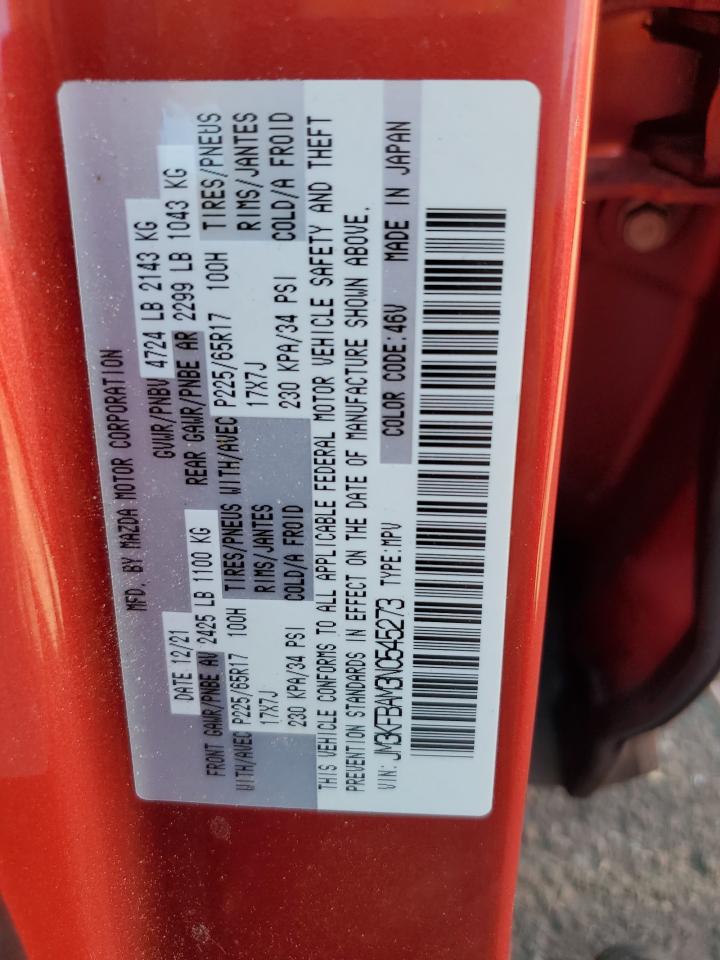 MFD. BY MAZDA MOTOR CORPORATION
DATE 12/21 GVWR/PNBV 4724 LB 2143 KG
FRONT GAWR/PNBE AV 2425 LB 1100 KG REAR GAWR/PNBE AR 2299 LB 1043 KG
WITH/AVEC P225/65R17 100H TIRES/PNEUS WITH/AVEC P225/65R17 100H TIRES/PNEUS
17X7J RIMS/JANTES 17X7J RIMS/JANTES
230 KPA/34 PSI COLD/A FROID 230 KPA/34 PSI COLD/A FROID
THIS VEHICLE CONFORMS TO ALL APPLICABLE FEDERAL MOTOR VEHICLE SAFETY AND THEFT
PREVENTION STANDARDS IN EFFECT ON THE DATE OF MANUFACTURE SHOWN ABOVE.
VIN: JM3KFBAM3N0545273 TYPE:MPV COLOR CODE:46V MADE IN JAPAN